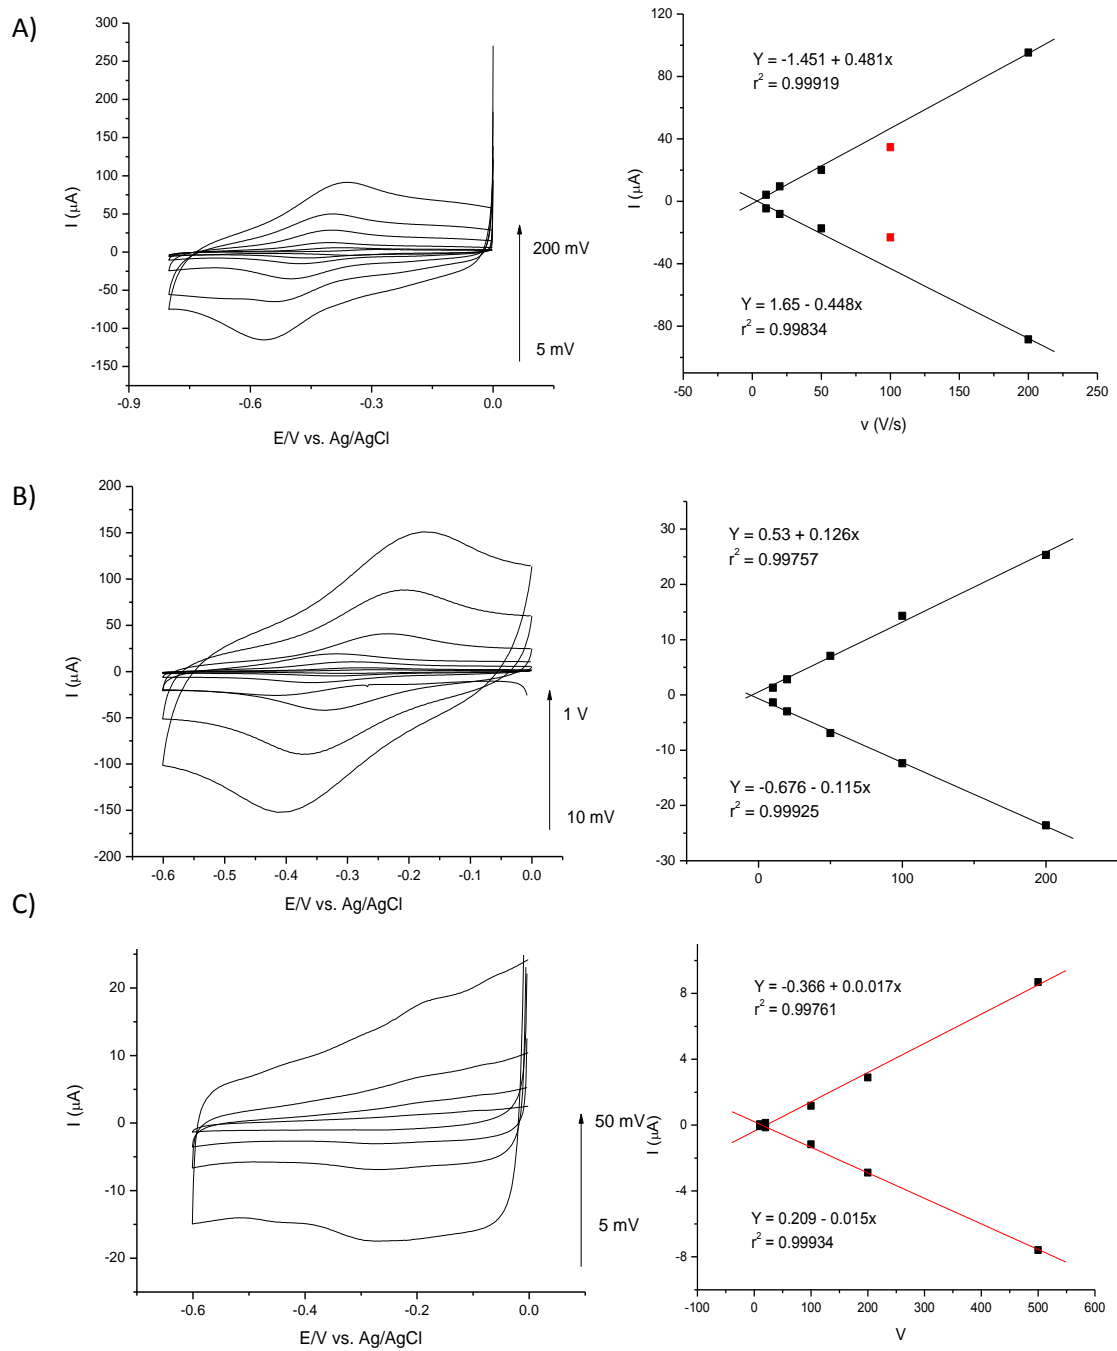 A)
300
250
200
150
100
50
0
-50
-100
-150
I (µA)
-0.9
-0.6
-0.3
0.0
E/V vs. Ag/AgCl
200 mV
5 mV
120
80
40
0
-40
-80
I (µA)
Y = -1.451 + 0.481x
r² = 0.99919
Y = 1.65 - 0.448x
r² = 0.99834
-50
0
50
100
150
200
250
v (V/s)
B)
200
150
100
50
0
-50
-100
-150
-200
I (µA)
-0.6
-0.5
-0.4
-0.3
-0.2
-0.1
0.0
E/V vs. Ag/AgCl
1 V
10 mV
30
20
10
0
-10
-20
-30
Y = 0.53 + 0.126x
r² = 0.99757
Y = -0.676 - 0.115x
r² = 0.99925
0
100
200
C)
20
10
0
-10
-20
I (µA)
-0.6
-0.4
-0.2
0.0
E/V vs. Ag/AgCl
50 mV
5 mV
8
4
0
-4
-8
I (µA)
Y = -0.366 + 0.0.017x
r² = 0.99761
Y = 0.209 - 0.015x
r² = 0.99934
-100
0
100
200
300
400
500
600
V